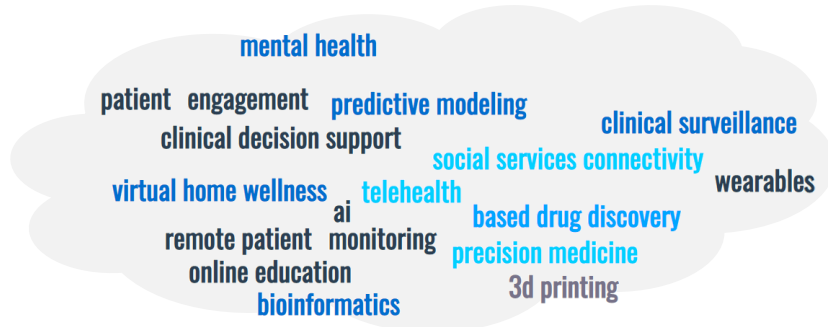 mental health
patient engagement
predictive modeling
clinical surveillance
clinical decision support
social services connectivity
wearables
virtual home wellness
telehealth
ai
based drug discovery
remote patient monitoring
precision medicine
online education
3d printing
bioinformatics